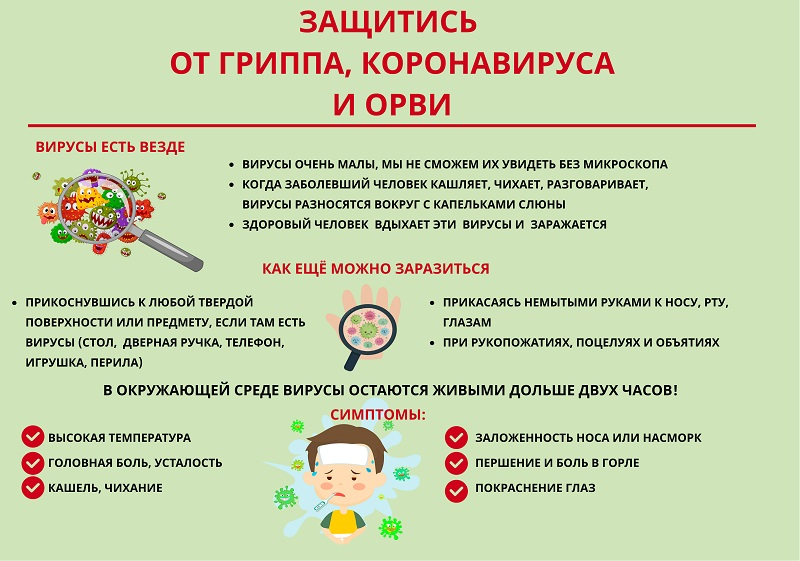 ЗАЩИТИСЬ
ОТ ГРИППА, КОРОНАВИРУСА
И ОРВИ
ВИРУСЫ ЕСТЬ ВЕЗДЕ
• ВИРУСЫ ОЧЕНЬ МАЛЫ, МЫ НЕ СМОЖЕМ ИХ УВИДЕТЬ БЕЗ МИКРОСКОПА
• КОГДА ЗАБОЛЕВШИЙ ЧЕЛОВЕК КАШЛЯЕТ, ЧИХАЕТ, РАЗГОВАРИВАЕТ,
ВИРУСЫ РАЗНОСЯТСЯ ВОКРУГ С КАПЕЛЬКАМИ СЛЮНЫ
• ЗДОРОВЫЙ ЧЕЛОВЕК ВДЫХАЕТ ЭТИ ВИРУСЫ И ЗАРАЖАЕТСЯ
КАК ЕЩЁ МОЖНО ЗАРАЗИТЬСЯ
• ПРИКОСНУВШИСЬ К ЛЮБОЙ ТВЕРДОЙ
ПОВЕРХНОСТИ ИЛИ ПРЕДМЕТУ, ЕСЛИ ТАМ ЕСТЬ
ВИРУСЫ (СТОЛ, ДВЕРНАЯ РУЧКА, ТЕЛЕФОН,
ИГРУШКА, ПЕРИЛА)
• ПРИКАСАЯСЬ НЕМЫТЫМИ РУКАМИ К НОСУ, РТУ,
ГЛАЗАМ
• ПРИ РУКОПОЖАТИЯХ, ПОЦЕЛУЯХ И ОБЪЯТИЯХ
В ОКРУЖАЮЩЕЙ СРЕДЕ ВИРУСЫ ОСТАЮТСЯ ЖИВЫМИ ДОЛЬШЕ ДВУХ ЧАСОВ!
СИМПТОМЫ:
ВЫСОКАЯ ТЕМПЕРАТУРА
ГОЛОВНАЯ БОЛЬ, УСТАЛОСТЬ
КАШЕЛЬ, ЧИХАНИЕ
ЗАЛОЖЕННОСТЬ НОСА ИЛИ НАСМОРК
ПЕРШЕНИЕ И БОЛЬ В ГОРЛЕ
ПОКРАСНЕНИЕ ГЛАЗ